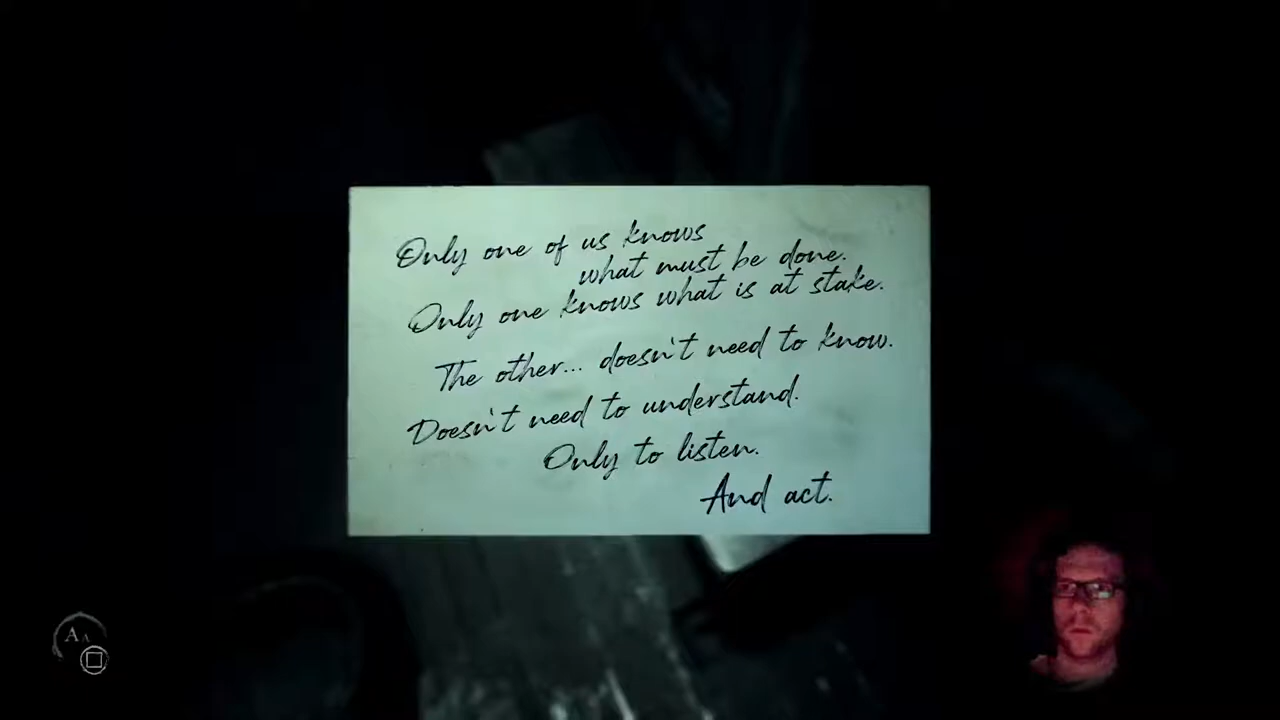 Only one of us knows
what must be done.
Only one knows what is at stake.
The other... doesn't need to know.
Doesn't need to understand.
Only to listen.
And act.
A A